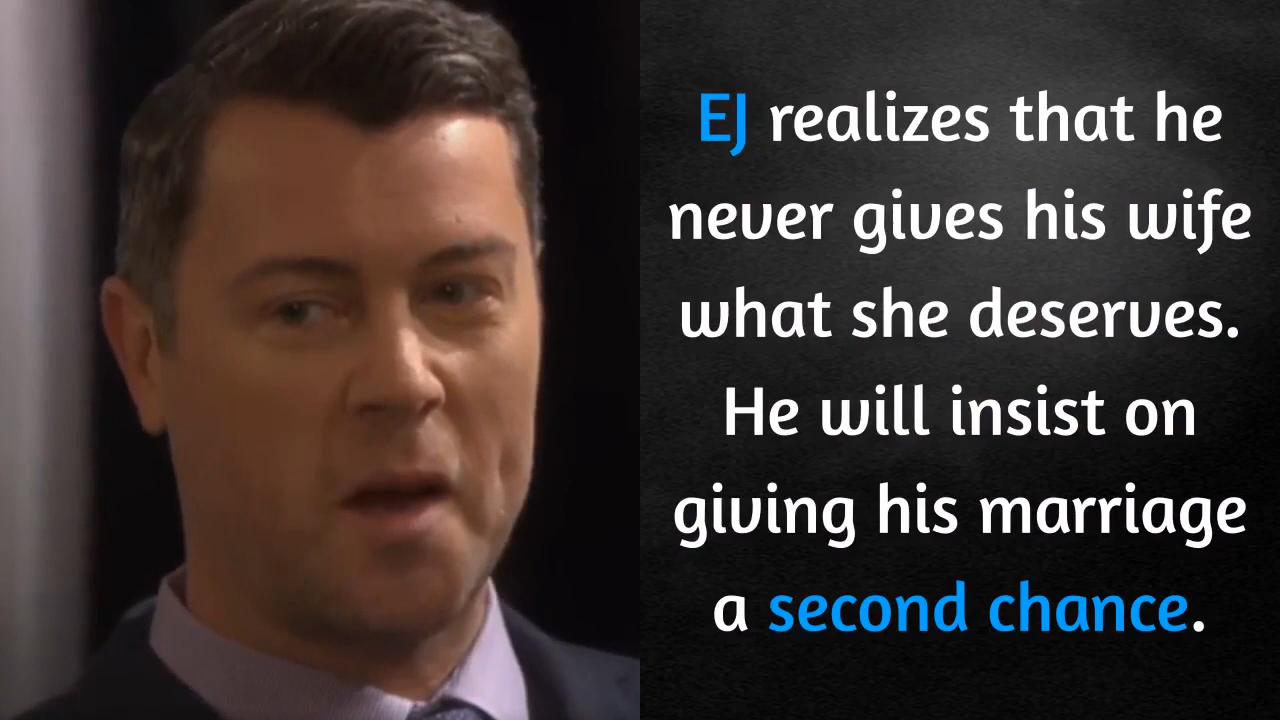 EJ realizes that he
never gives his wife
what she deserves.
He will insist on
giving his marriage
a second chance.